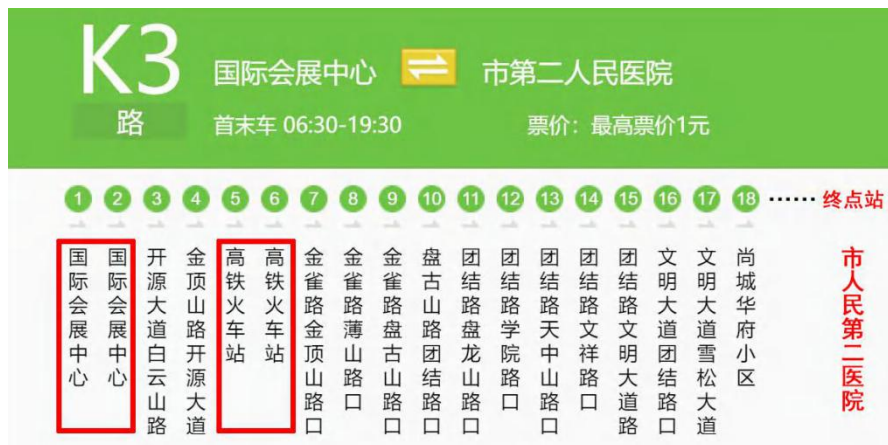 K3
路
国际会展中心 ⇌ 市第二人民医院
首末车 06:30-19:30
票价：最高票价1元
1 2 3 4 5 6 7 8 9 10 11 12 13 14 15 16 17 18 ······ 终点站
国际会展中心
国际会展中心
开源大道白云山路
金顶山路开源大道
高铁火车站
高铁火车站
金雀路金顶山路口
金雀路薄山路口
金雀路盘古山路口
盘古山路团结路口
团结路盘龙山路口
团结路学院路口
团结路天中山路口
团结路文祥路口
团结路文明大道路
文明大道团结路口
文明大道雪松大道
尚城华府小区
市人民第二医院